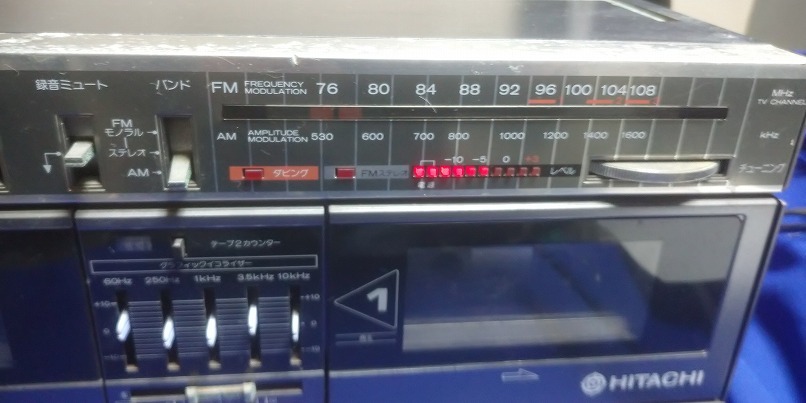 録音ミュート バンド
FM FREQUENCY MODULATION 76 80 84 88 92 96 100 104 108 MHz
TV CHANNEL
FM
モノラル
ステレオ
AM
AM AMPLITUDE MODULATION 530 600 700 800 1000 1200 1400 1600 kHz
ダビング FMステレオ -10 -5 0 +3 レベル チューニング
テープ2カウンター
グラフィックイコライザー
60Hz 250Hz 1kHz 3.5kHz 10kHz
+10 +10
0 0
-10 -10
1
HITACHI